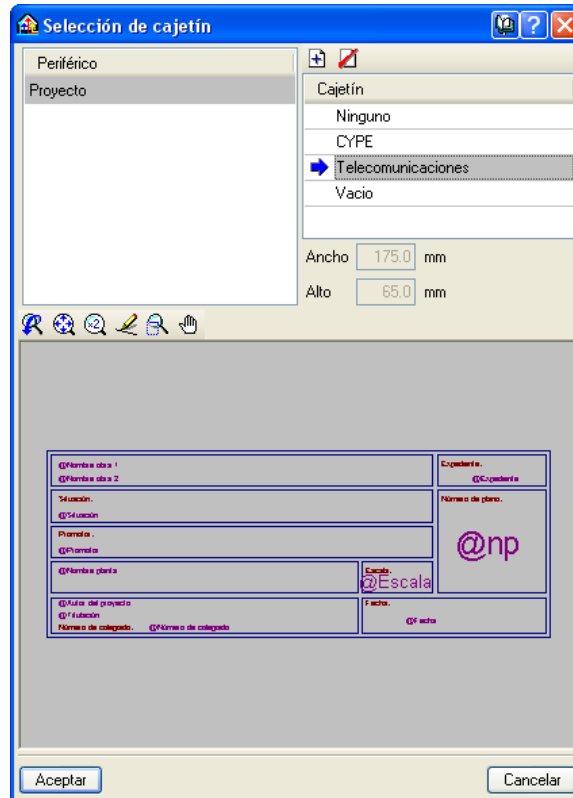 Selección de cajetín
Periférico
Proyecto
Cajetín
Ninguno
CYPE
Telecomunicaciones
Vacio
Ancho 175.0 mm
Alto 65.0 mm
@Nombre obra 1
@Nombre obra 2
Expediente.
@Expediente
Situación.
@Situación
Número de plano.
@np
Promotor.
@Promotor
@Nombre planta
Escala.
@Escala
@Autor del proyecto
@Titulación
Número de colegiado. @Número de colegiado
Fecha.
@Fecha
Aceptar
Cancelar